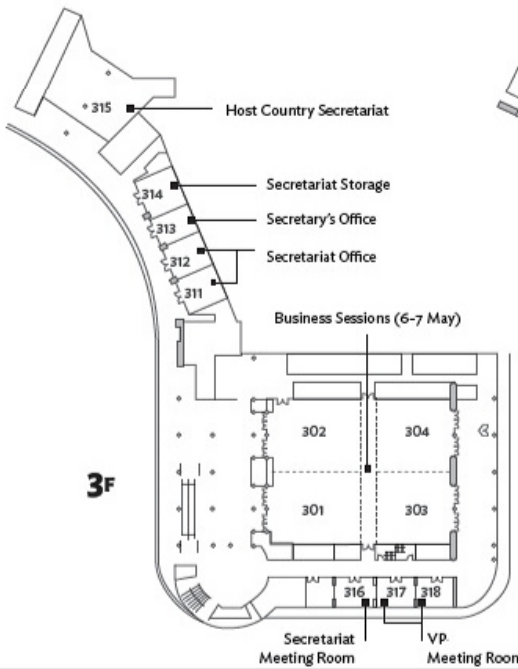 315
Host Country Secretariat
314
Secretariat Storage
313
Secretary's Office
312
Secretariat Office
311
Business Sessions (6-7 May)
302
304
3F
301
303
316
317
318
Secretariat
Meeting Room
VP
Meeting Room